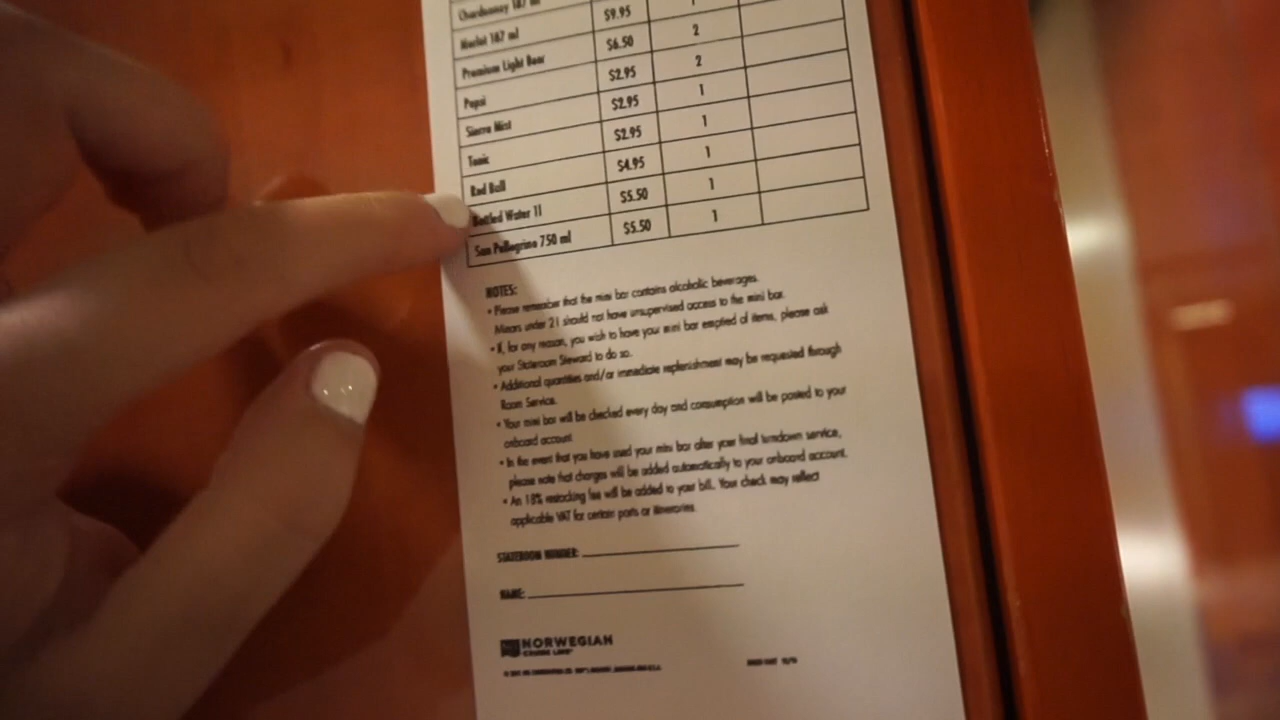 Chardonnay 187 ml
Merlot 187 ml $9.95 1
Premium Light Beer $6.50 2
Pepsi $2.95 2
Sierra Mist $2.95 1
Tonic $2.95 1
Red Bull $4.95 1
Bottled Water 1l $5.50 1
San Pellegrino 750 ml $5.50 1
NOTES:
• Please remember that the mini bar contains alcoholic beverages.
Minors under 21 should not have unsupervised access to the mini bar.
• If, for any reason, you wish to have your mini bar emptied of items, please ask
your Stateroom Steward to do so.
• Additional quantities and/or immediate replenishment may be requested through
Room Service.
• Your mini bar will be checked every day and consumption will be posted to your
onboard account.
• In the event that you have used your mini bar after your final turndown service,
please note that charges will be added automatically to your onboard account.
• An 18% restocking fee will be added to your bill. Your check may reflect
applicable VAT for certain ports or itineraries.
STATEROOM NUMBER:
NAME:
NORWEGIAN
CRUISE LINE